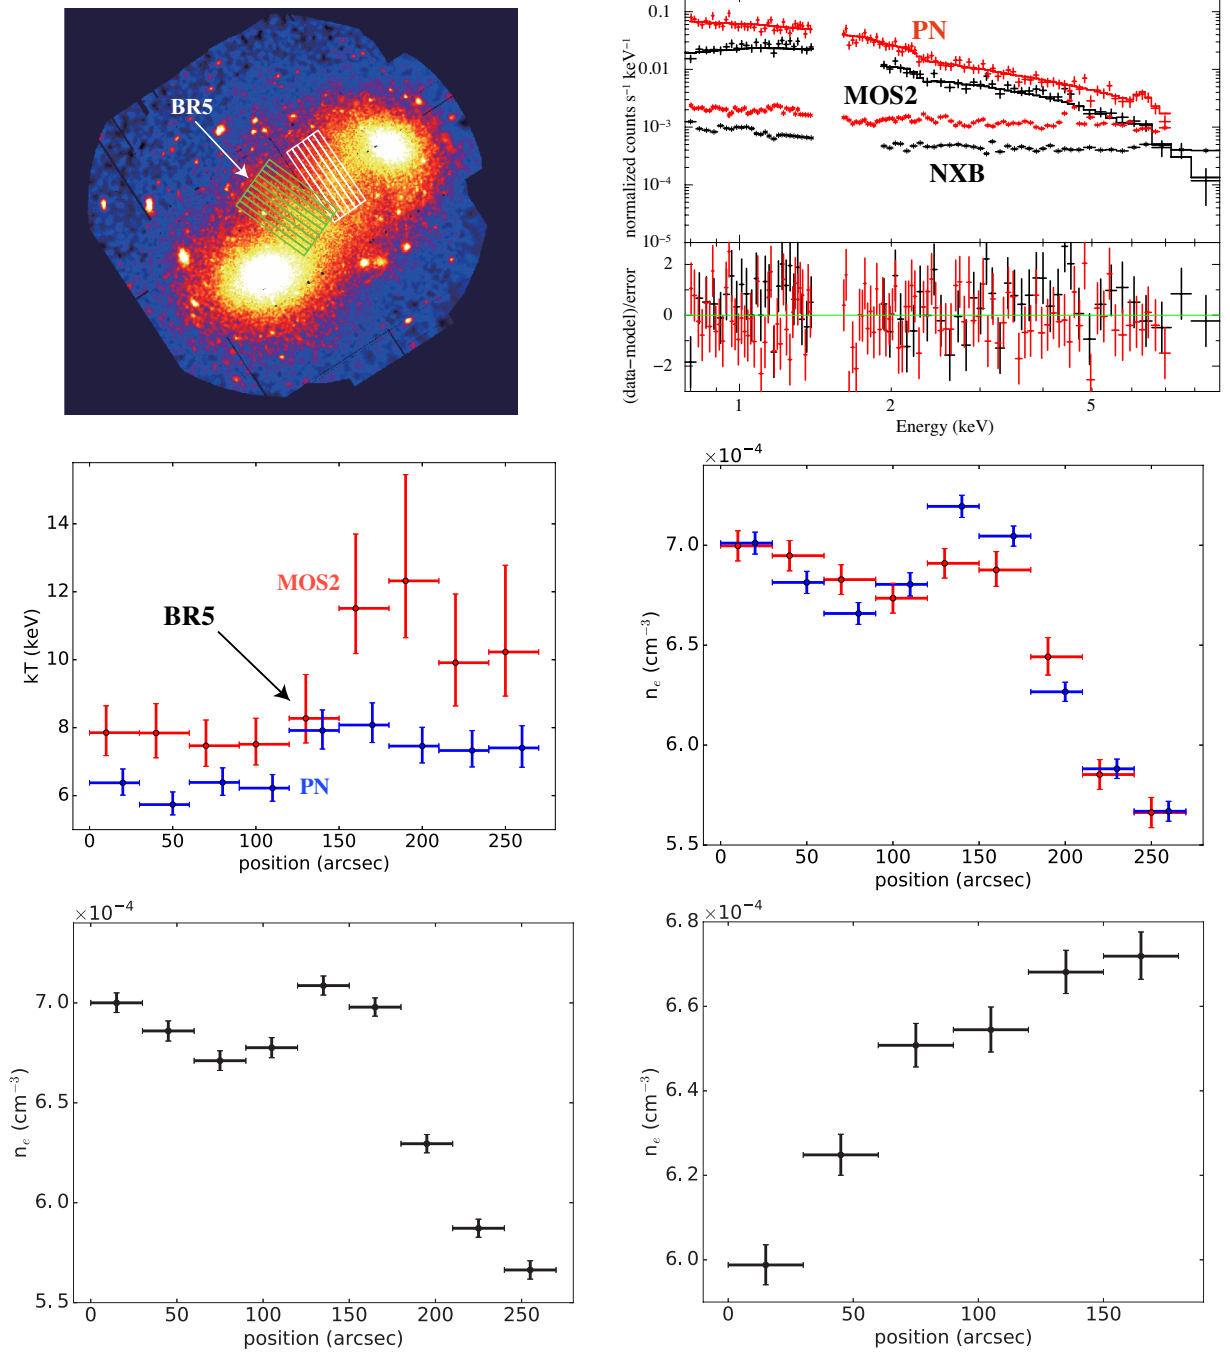 BR5
0.1
0.01
10⁻³
10⁻⁴
10⁻⁵
normalized counts s⁻¹ keV⁻¹
PN
MOS2
NXB
2
0
−2
(data−model)/error
1 2 5
Energy (keV)
14
12
10
8
6
kT (keV)
MOS2
BR5
PN
0 50 100 150 200 250
position (arcsec)
×10⁻⁴
7.0
6.5
6.0
5.5
n_e (cm⁻³)
0 50 100 150 200 250
position (arcsec)
×10⁻⁴
7.0
6.5
6.0
5.5
n_e (cm⁻³)
0 50 100 150 200 250
position (arcsec)
6.8 ×10⁻⁴
6.6
6.4
6.2
6.0
n_e (cm⁻³)
0 50 100 150
position (arcsec)